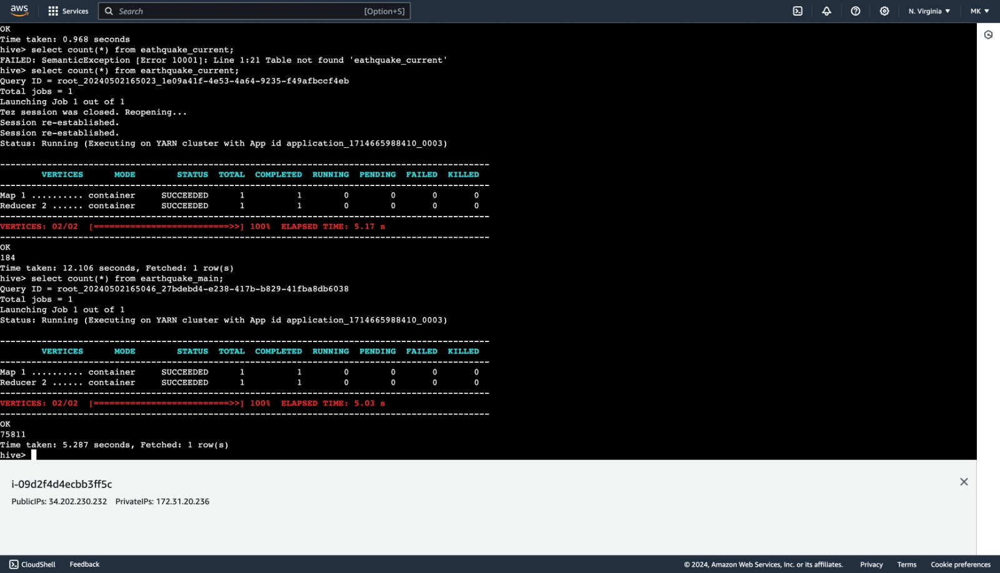 aws Services Search [Option+S] N. Virginia ▼ MK ▼
OK
Time taken: 0.968 seconds
hive> select count(*) from eathquake_current;
FAILED: SemanticException [Error 10001]: Line 1:21 Table not found 'eathquake_current'
hive> select count(*) from earthquake_current;
Query ID = root_20240502165023_1e09a41f-4e53-4a64-9235-f49afbccf4eb
Total jobs = 1
Launching Job 1 out of 1
Tez session was closed. Reopening...
Session re-established.
Session re-established.
Status: Running (Executing on YARN cluster with App id application_1714665988410_0003)
----------------------------------------------------------------------------------------------
VERTICES MODE STATUS TOTAL COMPLETED RUNNING PENDING FAILED KILLED
----------------------------------------------------------------------------------------------
Map 1 .......... container SUCCEEDED 1 1 0 0 0 0
Reducer 2 ...... container SUCCEEDED 1 1 0 0 0 0
----------------------------------------------------------------------------------------------
VERTICES: 02/02 [==========================>>] 100% ELAPSED TIME: 5.17 s
----------------------------------------------------------------------------------------------
OK
184
Time taken: 12.106 seconds, Fetched: 1 row(s)
hive> select count(*) from earthquake_main;
Query ID = root_20240502165046_27bdebd4-e238-417b-b829-41fba8db6038
Total jobs = 1
Launching Job 1 out of 1
Status: Running (Executing on YARN cluster with App id application_1714665988410_0003)
----------------------------------------------------------------------------------------------
VERTICES MODE STATUS TOTAL COMPLETED RUNNING PENDING FAILED KILLED
----------------------------------------------------------------------------------------------
Map 1 .......... container SUCCEEDED 1 1 0 0 0 0
Reducer 2 ...... container SUCCEEDED 1 1 0 0 0 0
----------------------------------------------------------------------------------------------
VERTICES: 02/02 [==========================>>] 100% ELAPSED TIME: 5.03 s
----------------------------------------------------------------------------------------------
OK
75811
Time taken: 5.287 seconds, Fetched: 1 row(s)
hive>
i-09d2f4d4ecbb3ff5c
PublicIPs: 34.202.230.232 PrivateIPs: 172.31.20.236
CloudShell Feedback © 2024, Amazon Web Services, Inc. or its affiliates. Privacy Terms Cookie preferences